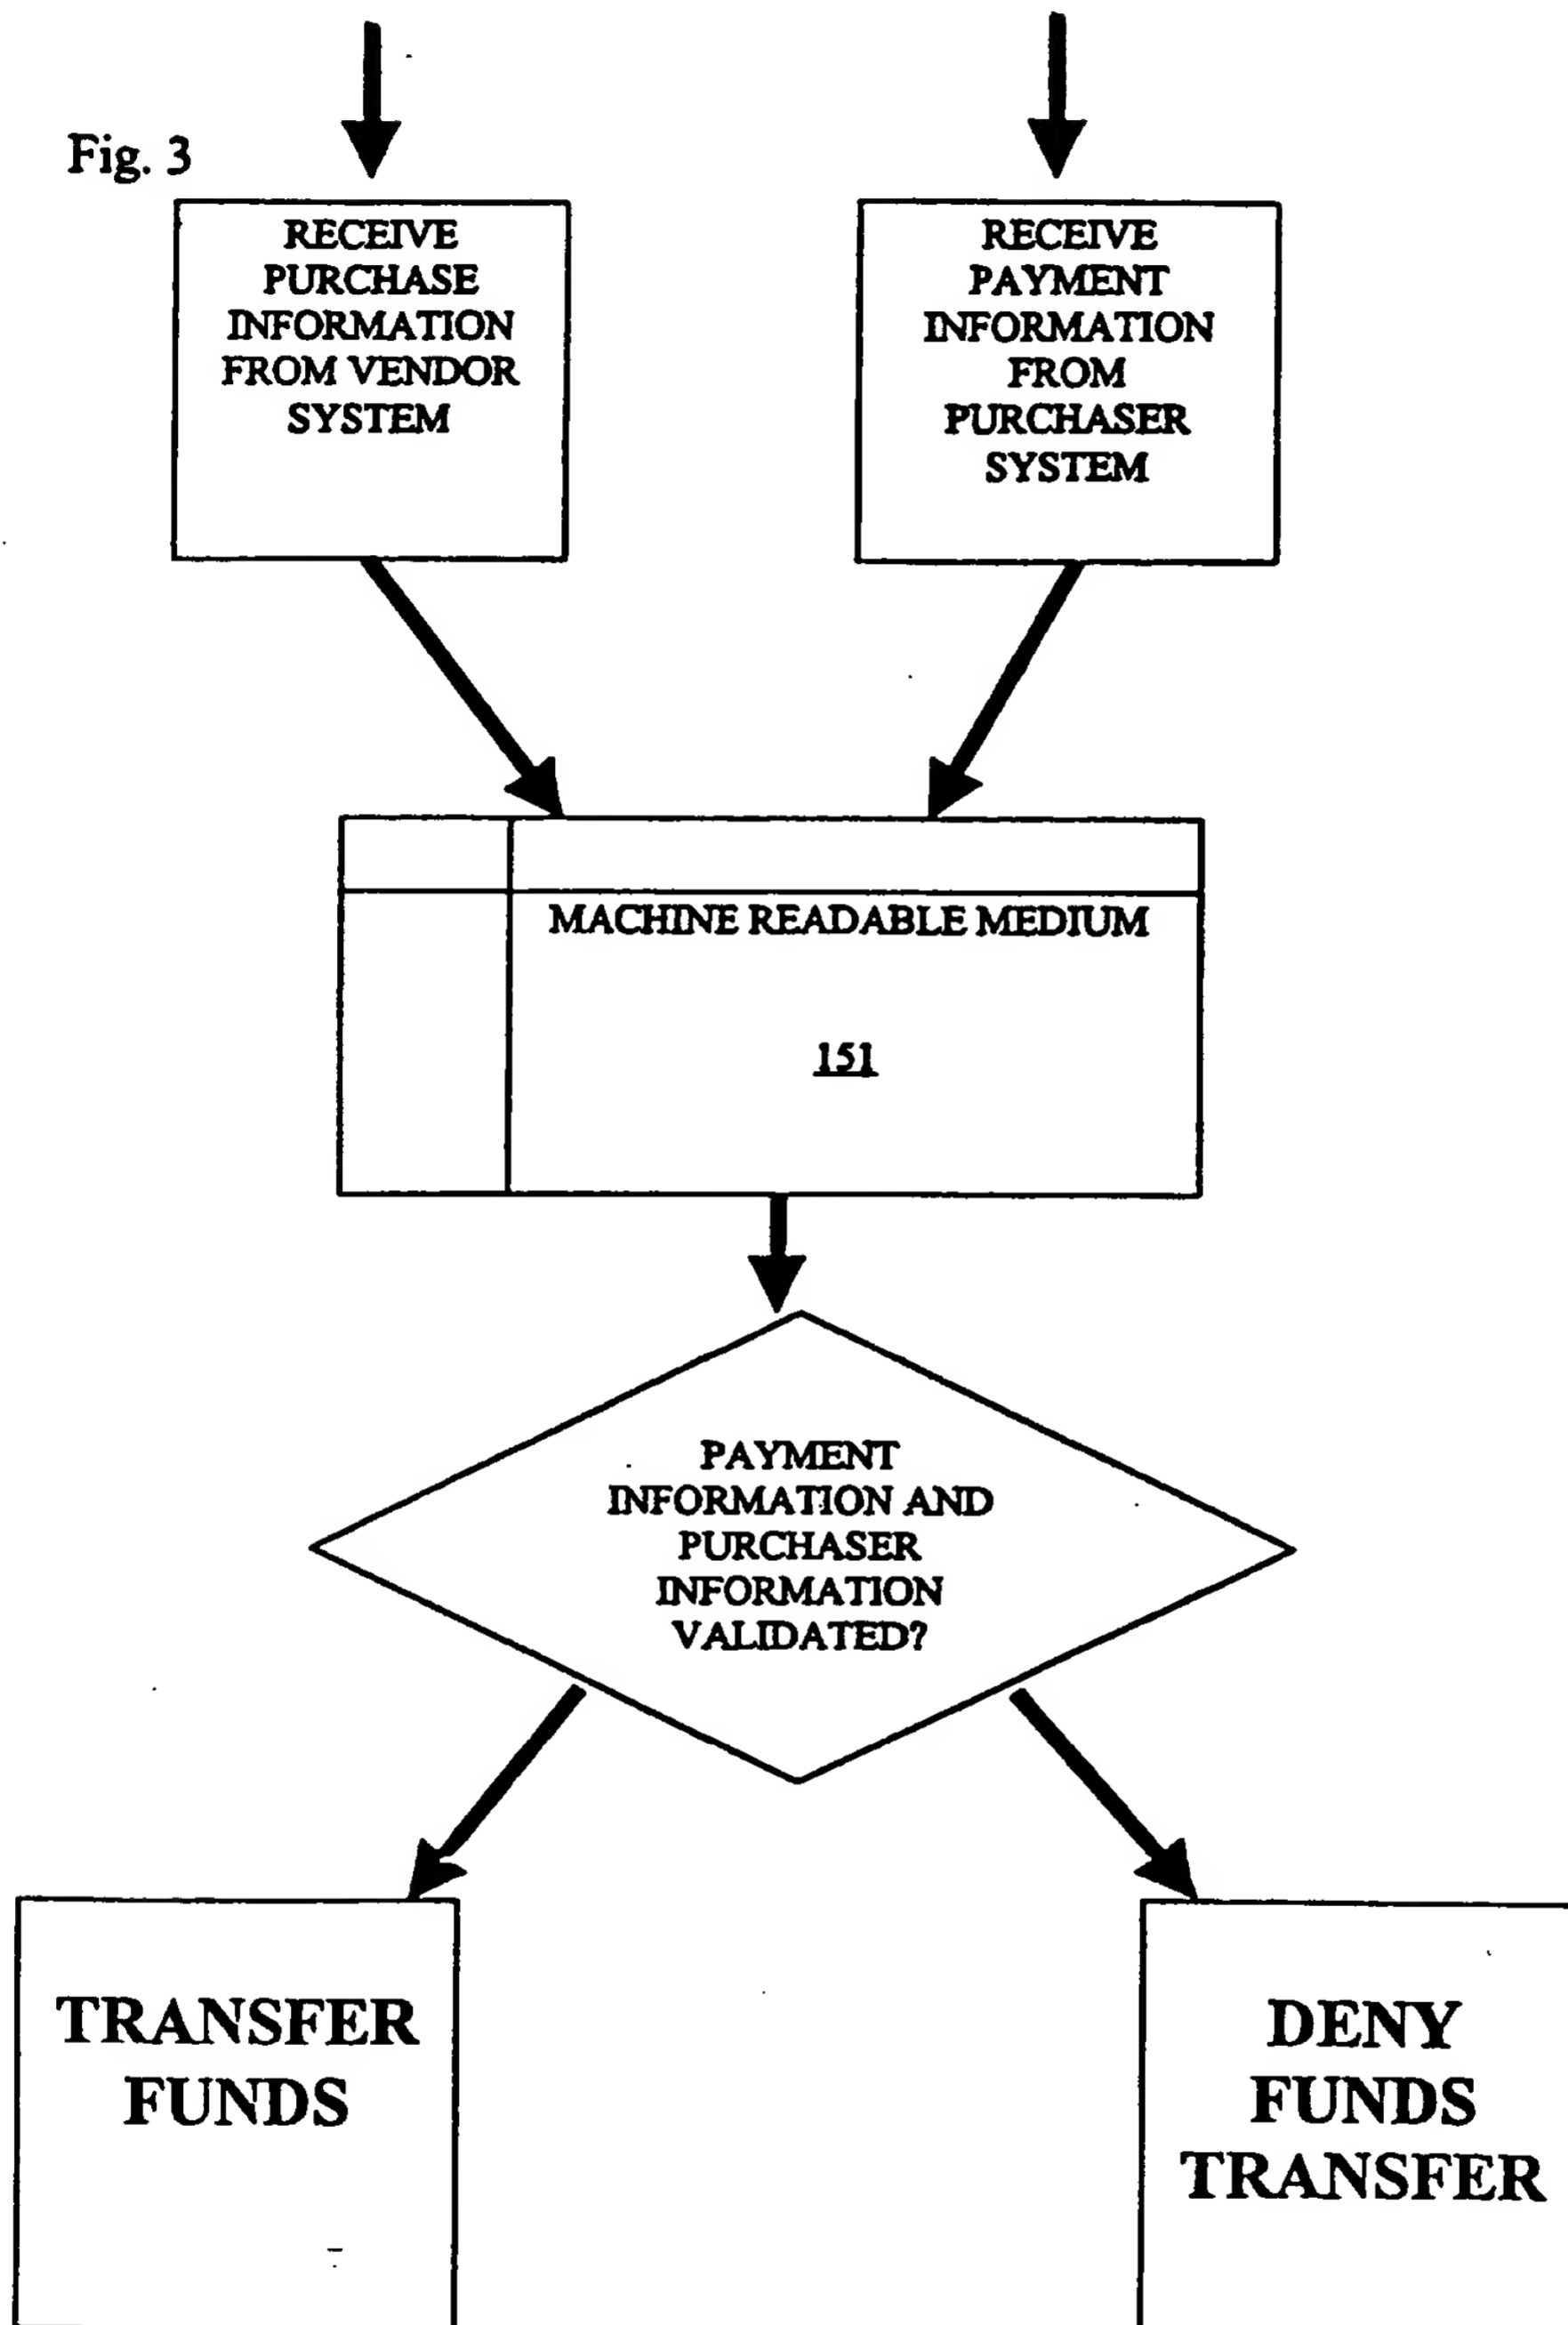 Fig. 3
RECEIVE
PURCHASE
INFORMATION
FROM VENDOR
SYSTEM
RECEIVE
PAYMENT
INFORMATION
FROM
PURCHASER
SYSTEM
MACHINE READABLE MEDIUM
151
PAYMENT
INFORMATION AND
PURCHASER
INFORMATION
VALIDATED?
TRANSFER
FUNDS
DENY
FUNDS
TRANSFER